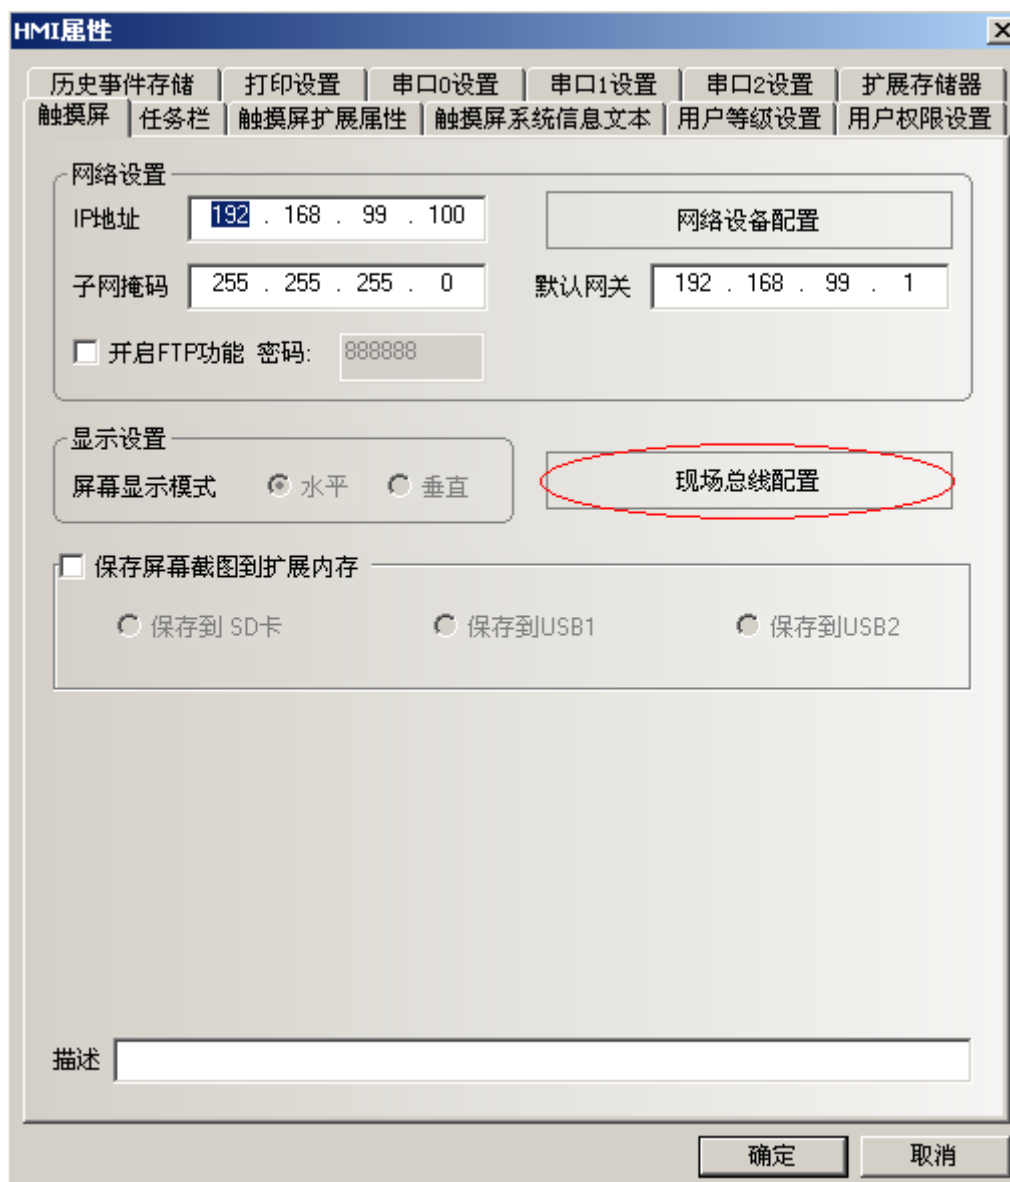 HMI属性
历史事件存储 打印设置 串口0设置 串口1设置 串口2设置 扩展存储器
触摸屏 任务栏 触摸屏扩展属性 触摸屏系统信息文本 用户等级设置 用户权限设置
网络设置
IP地址 192 . 168 . 99 . 100 网络设备配置
子网掩码 255 . 255 . 255 . 0 默认网关 192 . 168 . 99 . 1
开启FTP功能 密码: 888888
显示设置
屏幕显示模式 水平 垂直 现场总线配置
保存屏幕截图到扩展内存
保存到 SD卡 保存到USB1 保存到USB2
描述
确定 取消